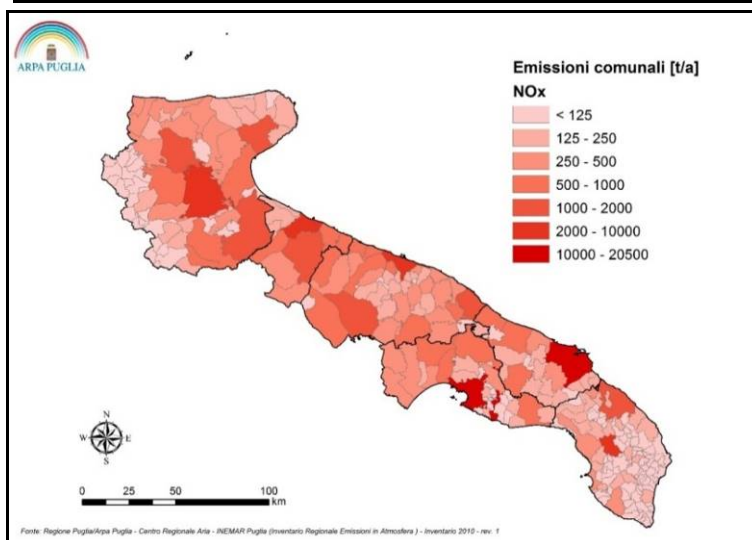 ARPA PUGLIA
Emissioni comunali [t/a]
NOx
< 125
125 - 250
250 - 500
500 - 1000
1000 - 2000
2000 - 10000
10000 - 20500
N
W E
S
0 25 50 100
km
Fonte: Regione Puglia/Arpa Puglia - Centro Regionale Aria - INEMAR Puglia (Inventario Regionale Emissioni in Atmosfera ) - Inventario 2010 - rev. 1